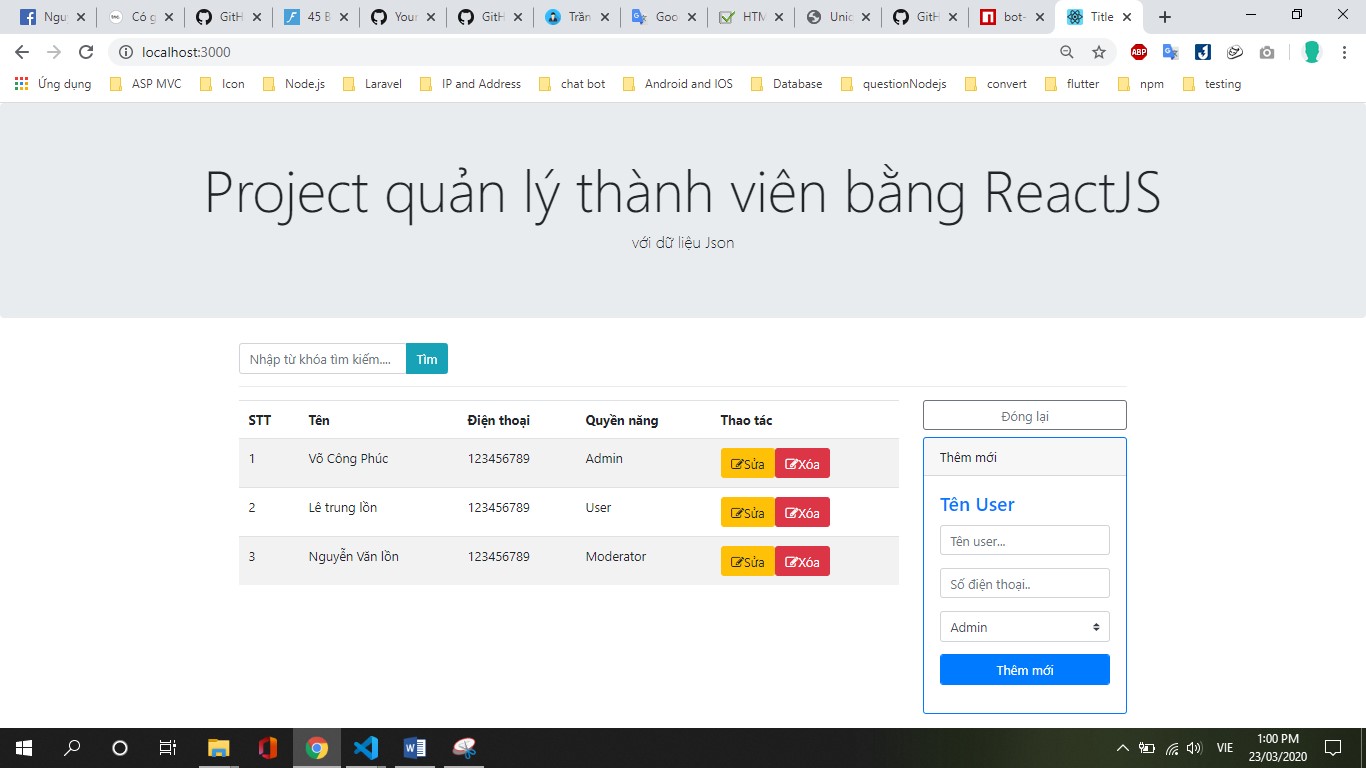 Ngu
Có g
GitH
45 B
Your
GitH
Trần
Goo
HTM
Unic
GitH
bot-
Title
localhost:3000
ABP
Ứng dụng ASP MVC Icon Node.js Laravel IP and Address chat bot Android and IOS Database questionNodejs convert flutter npm testing
Project quản lý thành viên bằng ReactJS
với dữ liệu Json
Nhập từ khóa tìm kiếm.... Tìm
STT Tên Điện thoại Quyền năng Thao tác
1 Võ Công Phúc 123456789 Admin Sửa Xóa
2 Lê trung lồn 123456789 User Sửa Xóa
3 Nguyễn Văn lồn 123456789 Moderator Sửa Xóa
Đóng lại
Thêm mới
Tên User
Tên user...
Số điện thoại..
Admin
Thêm mới
VIE
1:00 PM
23/03/2020